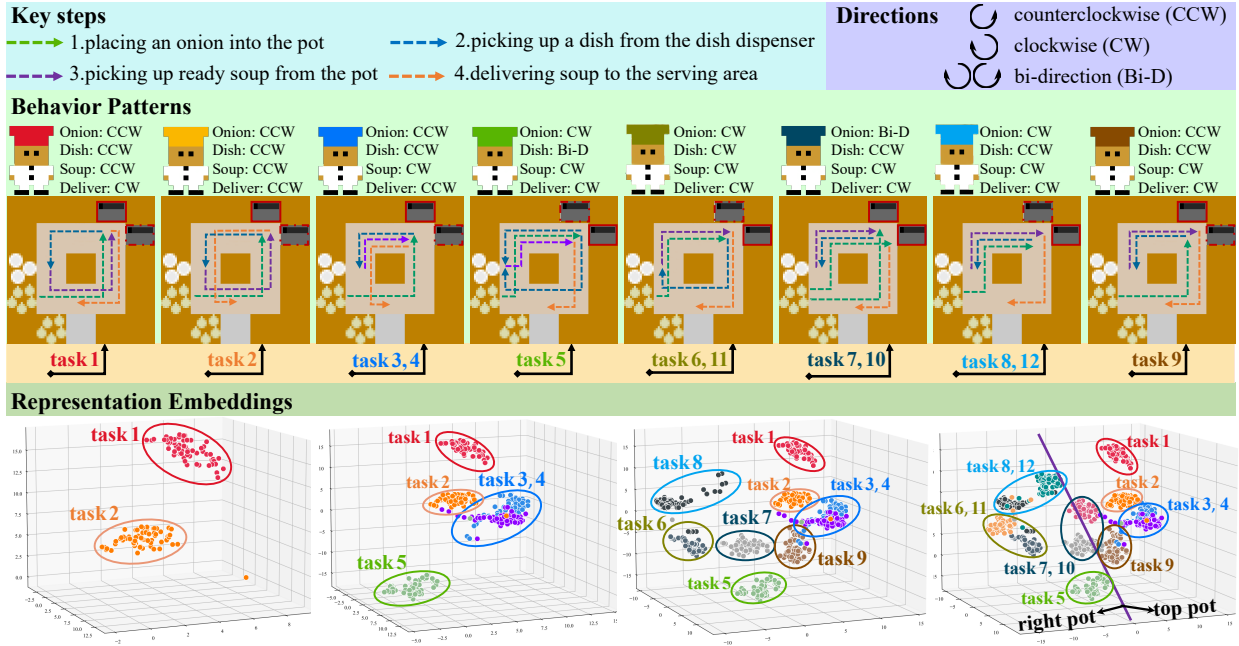 Key steps
1.placing an onion into the pot
2.picking up a dish from the dish dispenser
3.picking up ready soup from the pot
4.delivering soup to the serving area
Directions
counterclockwise (CCW)
clockwise (CW)
bi-direction (Bi-D)
Behavior Patterns
Onion: CCW
Dish: CCW
Soup: CCW
Deliver: CW
Onion: CCW
Dish: CCW
Soup: CCW
Deliver: CCW
Onion: CCW
Dish: CCW
Soup: CW
Deliver: CCW
Onion: CW
Dish: Bi-D
Soup: CW
Deliver: CW
Onion: CW
Dish: CW
Soup: CW
Deliver: CW
Onion: Bi-D
Dish: CCW
Soup: CW
Deliver: CW
Onion: CW
Dish: CCW
Soup: CW
Deliver: CW
Onion: CCW
Dish: CCW
Soup: CW
Deliver: CW
task 1
task 2
task 3, 4
task 5
task 6, 11
task 7, 10
task 8, 12
task 9
Representation Embeddings
task 1
task 2
task 1
task 2
task 3, 4
task 5
task 1
task 8
task 2
task 3, 4
task 6
task 7
task 9
task 5
task 1
task 8, 12
task 2
task 3, 4
task 6, 11
task 7, 10
task 9
task 5
right pot
top pot